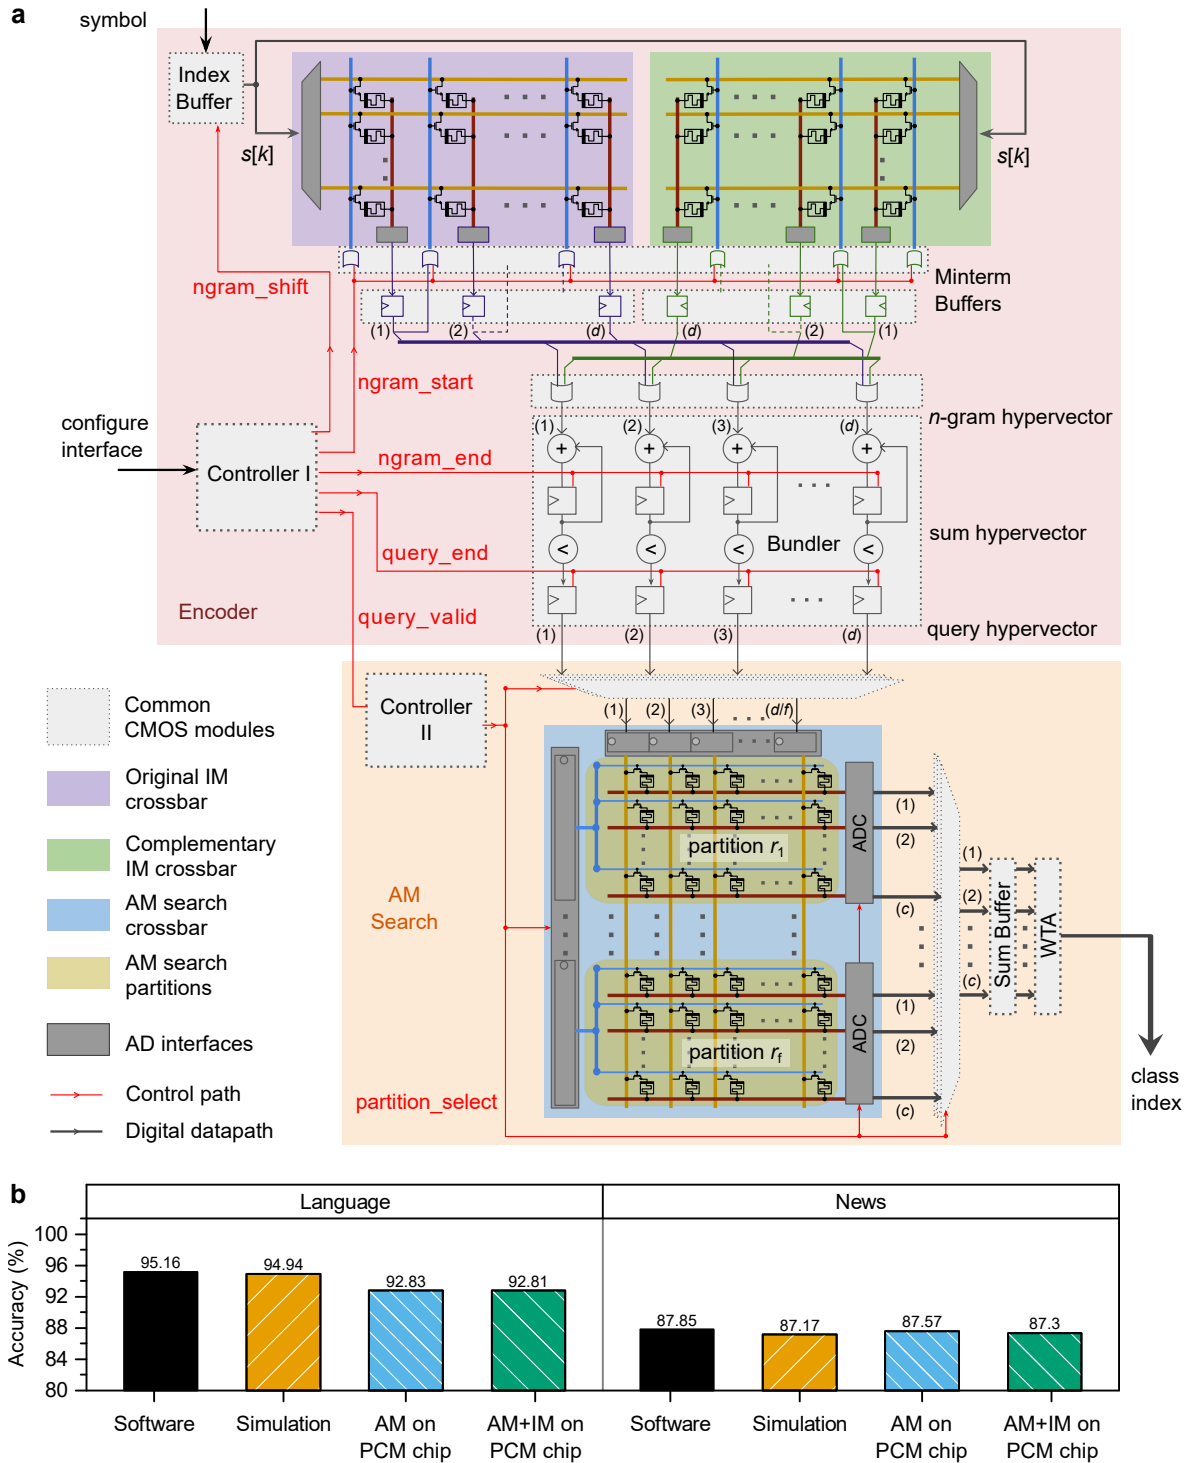 a
symbol
Index
Buffer
s[k]
s[k]
ngram_shift
Minterm
Buffers
(1)
(2)
(d)
(d)
(2)
(1)
ngram_start
configure
interface
Controller I
n-gram hypervector
(1)
(2)
(3)
(d)
ngram_end
sum hypervector
Bundler
query_end
Encoder
query_valid
query hypervector
(1)
(2)
(3)
(d)
Controller
II
(1)
(2)
(3)
(d/f)
Common
CMOS modules
Original IM
crossbar
Complementary
IM crossbar
AM search
crossbar
AM search
partitions
AD interfaces
Control path
Digital datapath
AM
Search
partition r1
ADC
(1)
(2)
(c)
partition rf
ADC
(1)
(2)
(c)
(1)
(2)
(c)
Sum Buffer
WTA
class
index
partition_select
b
Language
News
Accuracy (%)
100
96
92
88
84
80
95.16
94.94
92.83
92.81
87.85
87.17
87.57
87.3
Software
Simulation
AM on
PCM chip
AM+IM on
PCM chip
Software
Simulation
AM on
PCM chip
AM+IM on
PCM chip